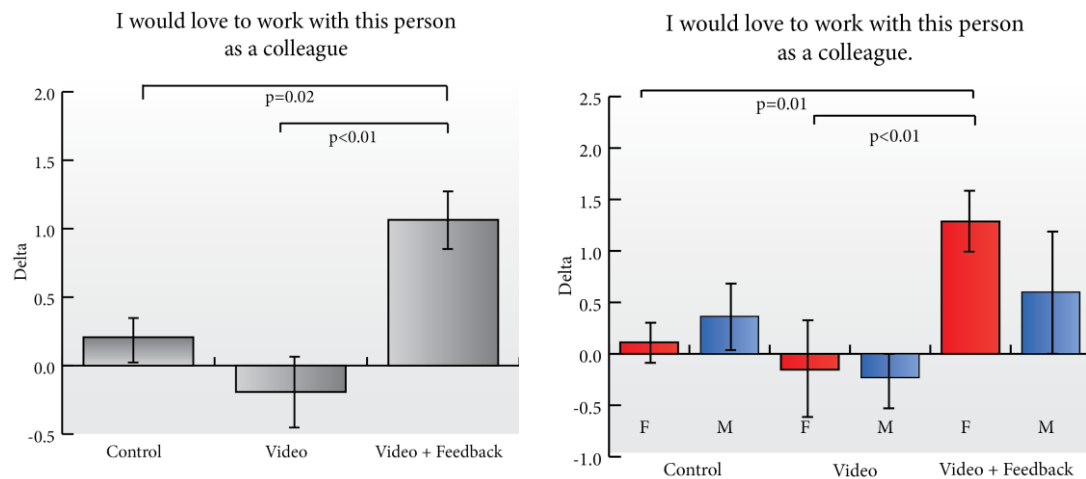 I would love to work with this person
as a colleague
2.0
1.5
1.0
0.5
0.0
-0.5
Delta
p=0.02
p<0.01
Control
Video
Video + Feedback
I would love to work with this person
as a colleague.
2.5
2.0
1.5
1.0
0.5
0.0
-0.5
-1.0
Delta
p=0.01
p<0.01
F
M
F
M
F
M
Control
Video
Video + Feedback